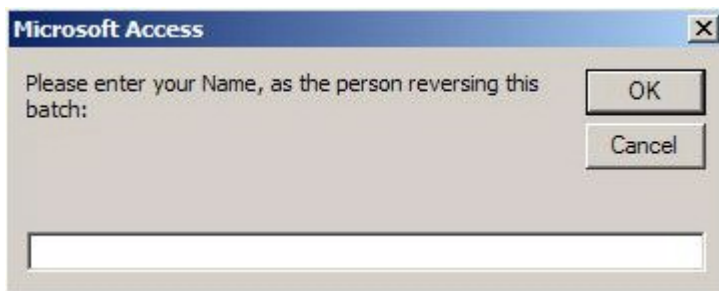 Microsoft Access
Please enter your Name, as the person reversing this
batch:
OK
Cancel